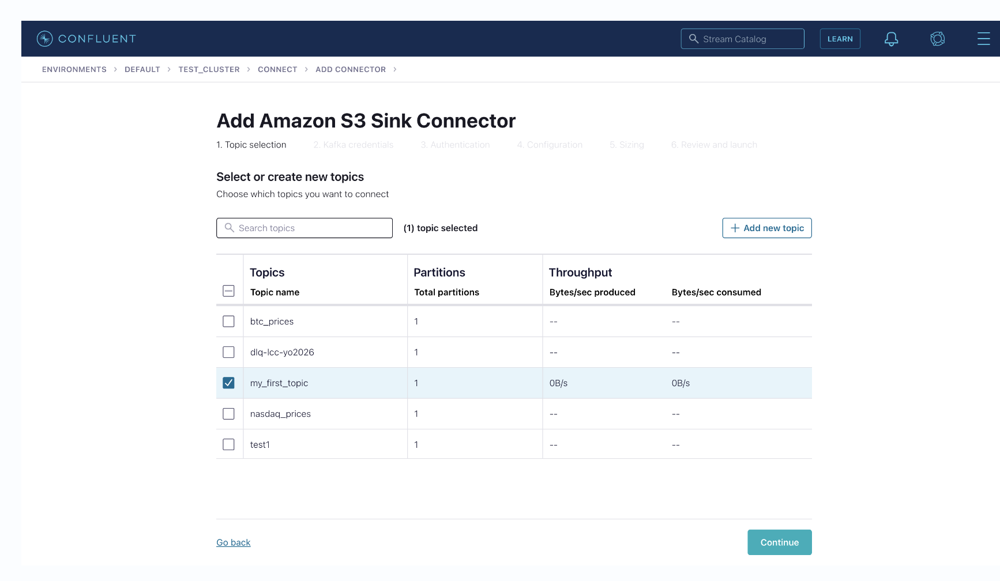 CONFLUENT
Stream Catalog
LEARN
ENVIRONMENTS > DEFAULT > TEST_CLUSTER > CONNECT > ADD CONNECTOR >
Add Amazon S3 Sink Connector
1. Topic selection 2. Kafka credentials 3. Authentication 4. Configuration 5. Sizing 6. Review and launch
Select or create new topics
Choose which topics you want to connect
Search topics (1) topic selected + Add new topic
Topics Partitions Throughput
Topic name Total partitions Bytes/sec produced Bytes/sec consumed
btc_prices 1 -- --
dlq-lcc-yo2026 1 -- --
my_first_topic 1 0B/s 0B/s
nasdaq_prices 1 -- --
test1 1 -- --
Go back Continue